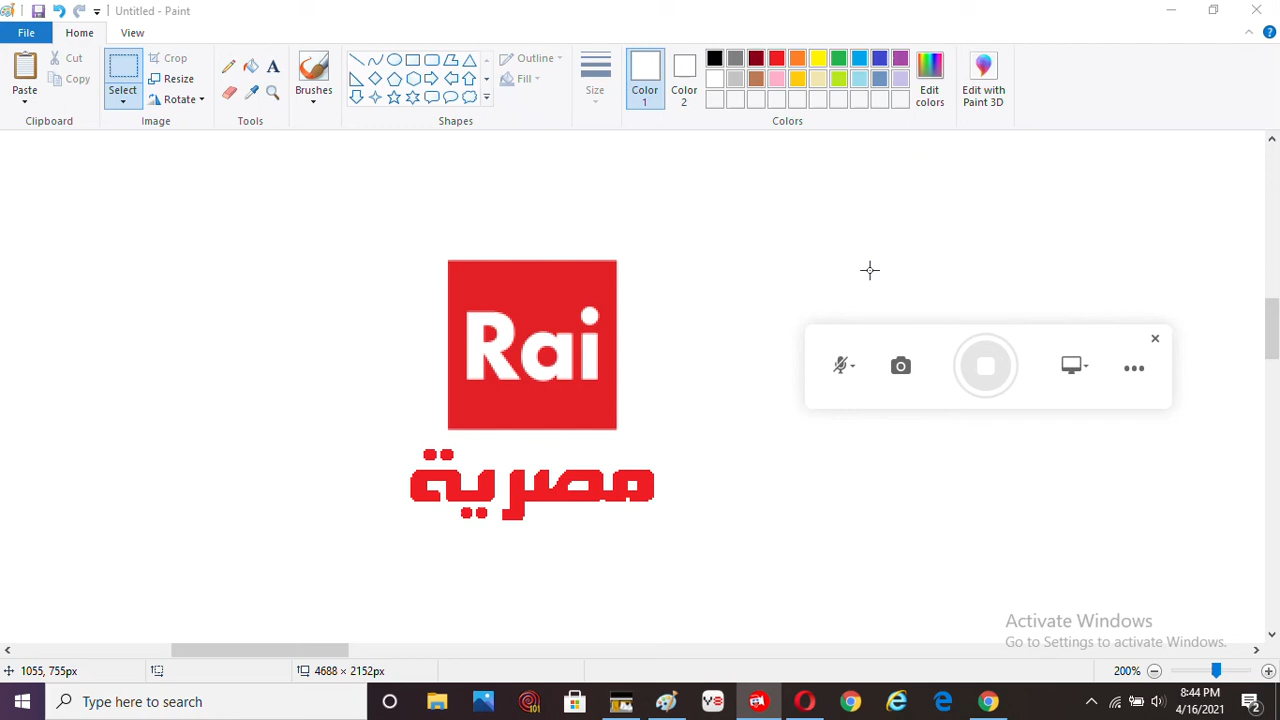 Untitled - Paint
File
Home
View
Paste
Cut
Copy
Clipboard
Select
Crop
Resize
Rotate
Image
Tools
Brushes
Shapes
Outline
Fill
Size
Color 1
Color 2
Edit colors
Colors
Edit with Paint 3D
Rai
مصرية
Activate Windows
Go to Settings to activate Windows.
1055, 755px
4688 × 2152px
200%
Type here to search
101
8:44 PM
4/16/2021
2